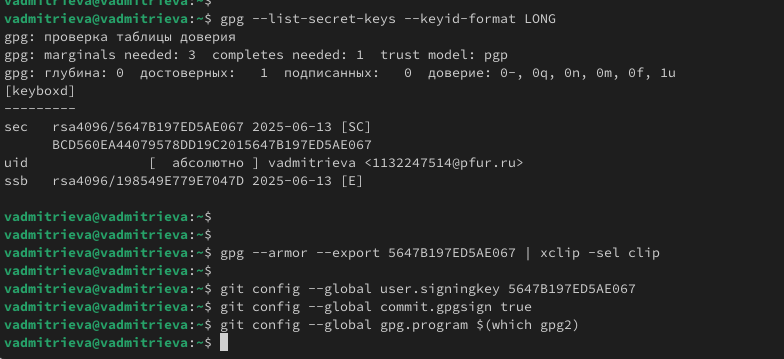 vadmitrieva@vadmitrieva:~$
vadmitrieva@vadmitrieva:~$ gpg --list-secret-keys --keyid-format LONG
gpg: проверка таблицы доверия
gpg: marginals needed: 3  completes needed: 1  trust model: pgp
gpg: глубина: 0  достоверных:   1  подписанных:   0  доверие: 0-, 0q, 0n, 0m, 0f, 1u
[keyboxd]
---------
sec   rsa4096/5647B197ED5AE067 2025-06-13 [SC]
      BCD560EA44079578DD19C2015647B197ED5AE067
uid              [  абсолютно ] vadmitrieva <1132247514@pfur.ru>
ssb   rsa4096/198549E779E7047D 2025-06-13 [E]
vadmitrieva@vadmitrieva:~$
vadmitrieva@vadmitrieva:~$
vadmitrieva@vadmitrieva:~$ gpg --armor --export 5647B197ED5AE067 | xclip -sel clip
vadmitrieva@vadmitrieva:~$
vadmitrieva@vadmitrieva:~$ git config --global user.signingkey 5647B197ED5AE067
vadmitrieva@vadmitrieva:~$ git config --global commit.gpgsign true
vadmitrieva@vadmitrieva:~$ git config --global gpg.program $(which gpg2)
vadmitrieva@vadmitrieva:~$